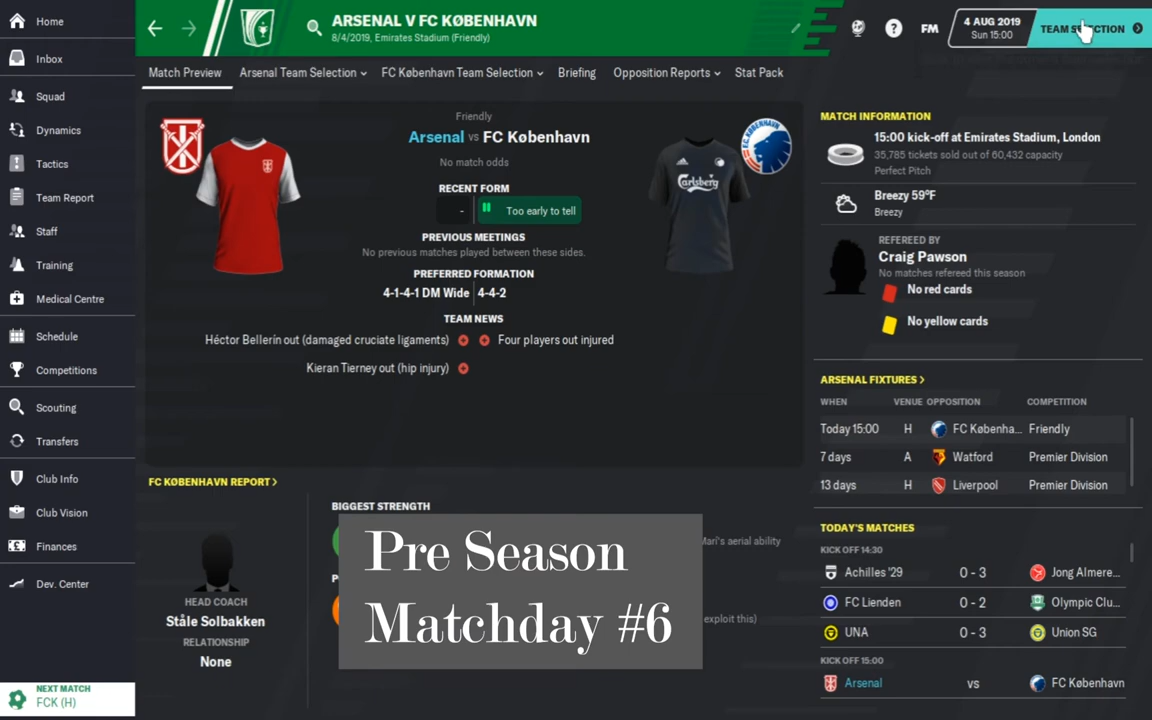 Home
Inbox
Squad
Dynamics
Tactics
Team Report
Staff
Training
Medical Centre
Schedule
Competitions
Scouting
Transfers
Club Info
Club Vision
Finances
Dev. Center
NEXT MATCH
FCK (H)
ARSENAL V FC KØBENHAVN
8/4/2019, Emirates Stadium (Friendly)
FM
4 AUG 2019
Sun 15:00
Match Preview
Arsenal Team Selection
FC København Team Selection
Briefing
Opposition Reports
Stat Pack
Friendly
Arsenal vs FC København
No match odds
RECENT FORM
- Too early to tell
PREVIOUS MEETINGS
No previous matches played between these sides.
PREFERRED FORMATION
4-1-4-1 DM Wide 4-4-2
TEAM NEWS
Héctor Bellerín out (damaged cruciate ligaments) Four players out injured
Kieran Tierney out (hip injury)
Carlsberg
FC KØBENHAVN REPORT >
HEAD COACH
Ståle Solbakken
RELATIONSHIP
None
BIGGEST STRENGTH
aerial ability
exploit this)
Pre Season
Matchday #6
MATCH INFORMATION
15:00 kick-off at Emirates Stadium, London
35,785 tickets sold out of 60,432 capacity
Perfect Pitch
Breezy 59°F
Breezy
REFEREED BY
Craig Pawson
No matches refereed this season
No red cards
No yellow cards
ARSENAL FIXTURES >
WHEN VENUE OPPOSITION COMPETITION
Today 15:00 H FC Københa... Friendly
7 days A Watford Premier Division
13 days H Liverpool Premier Division
TODAY'S MATCHES
KICK OFF 14:30
Achilles '29 0 - 3 Jong Almere...
FC Lienden 0 - 2 Olympic Clu...
UNA 0 - 3 Union SG
KICK OFF 15:00
Arsenal vs FC København